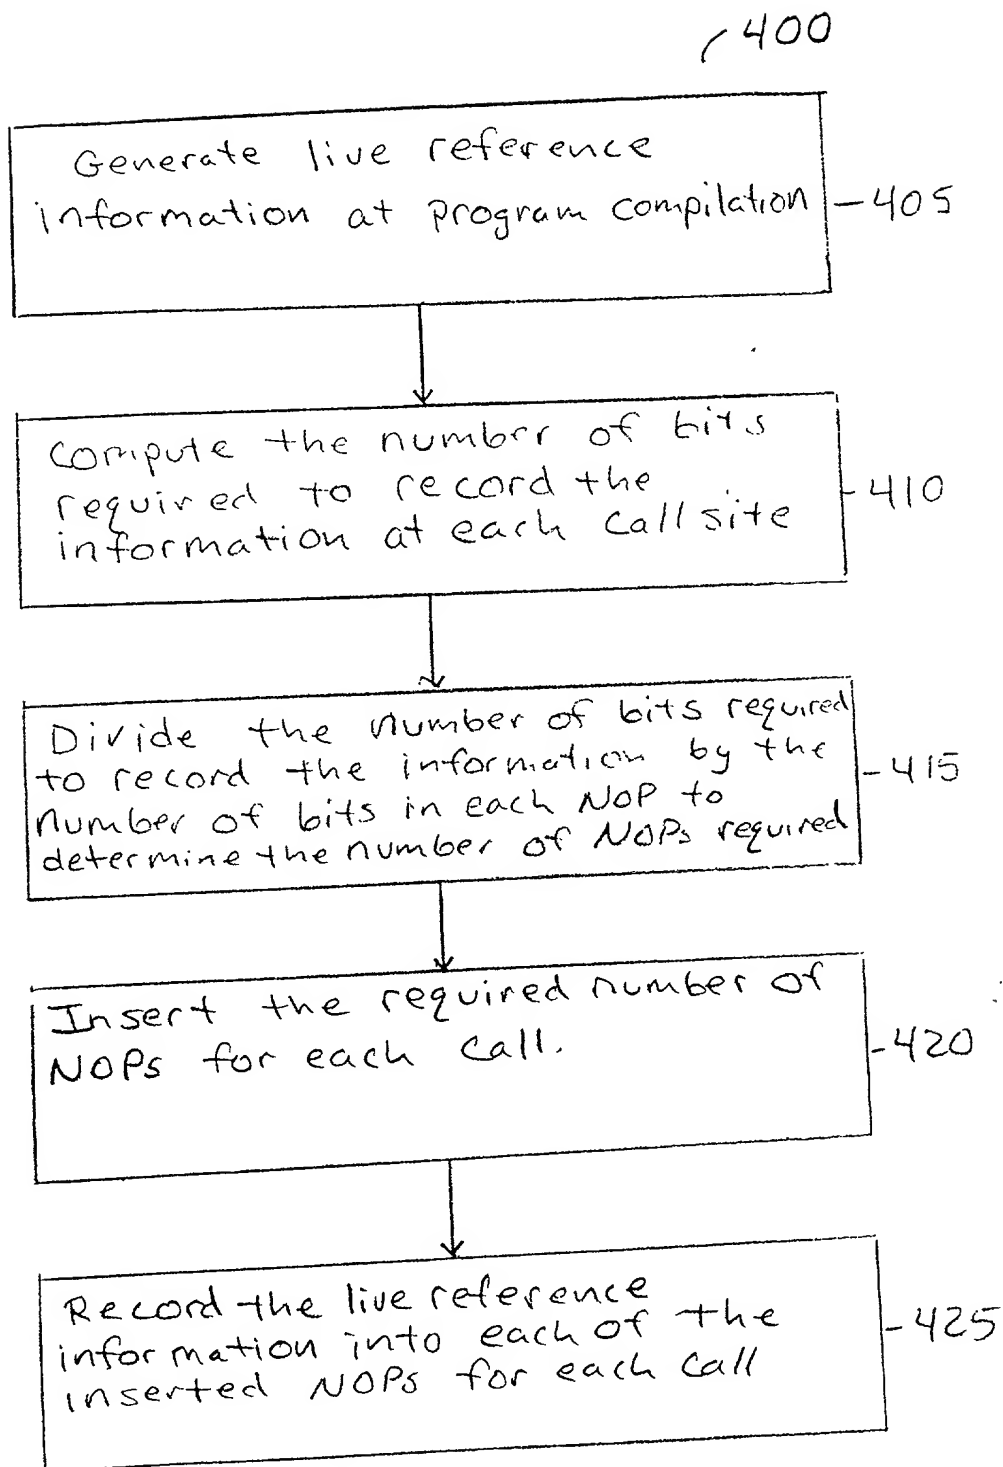 400
Generate live reference
information at program compilation
405
Compute the number of bits
required to record the
information at each call site
410
Divide the number of bits required
to record the information by the
number of bits in each NOP to
determine the number of NOPs required
415
Insert the required number of
NOPs for each call.
420
Record the live reference
information into each of the
inserted NOPs for each call
425